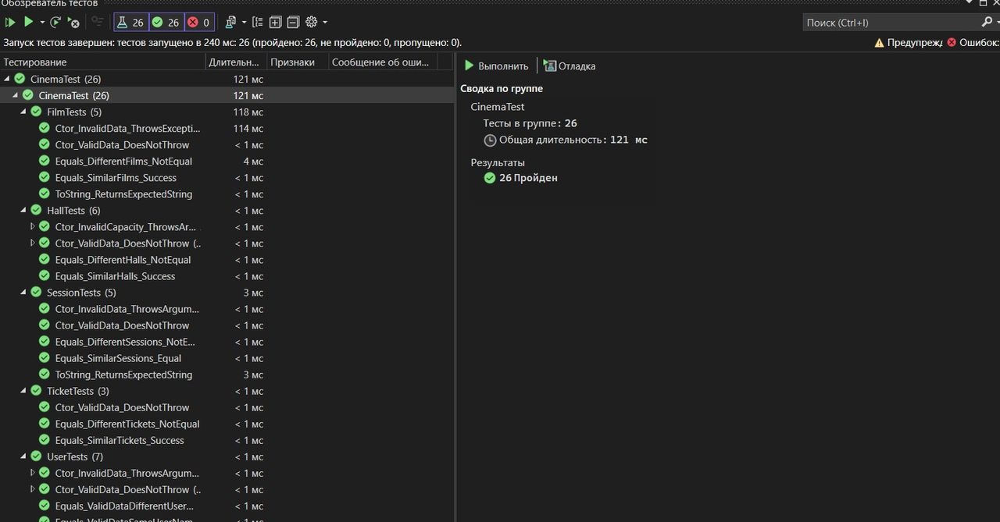 Обозреватель тестов
26 26 0
Поиск (Ctrl+I)
Запуск тестов завершен: тестов запущено в 240 мс: 26 (пройдено: 26, не пройдено: 0, пропущено: 0).
Предупреж Ошибок:
Тестирование Длительн... Признаки Сообщение об оши...
Выполнить Отладка
CinemaTest (26) 121 мс
CinemaTest (26) 121 мс
FilmTests (5) 118 мс
Ctor_InvalidData_ThrowsExcepti... 114 мс
Ctor_ValidData_DoesNotThrow < 1 мс
Equals_DifferentFilms_NotEqual 4 мс
Equals_SimilarFilms_Success < 1 мс
ToString_ReturnsExpectedString < 1 мс
HallTests (6) < 1 мс
Ctor_InvalidCapacity_ThrowsAr... < 1 мс
Ctor_ValidData_DoesNotThrow (.. < 1 мс
Equals_DifferentHalls_NotEqual < 1 мс
Equals_SimilarHalls_Success < 1 мс
SessionTests (5) 3 мс
Ctor_InvalidData_ThrowsArgum... < 1 мс
Ctor_ValidData_DoesNotThrow < 1 мс
Equals_DifferentSessions_NotE... < 1 мс
Equals_SimilarSessions_Equal < 1 мс
ToString_ReturnsExpectedString 3 мс
TicketTests (3) < 1 мс
Ctor_ValidData_DoesNotThrow < 1 мс
Equals_DifferentTickets_NotEqual < 1 мс
Equals_SimilarTickets_Success < 1 мс
UserTests (7) < 1 мс
Ctor_InvalidData_ThrowsArgum... < 1 мс
Ctor_ValidData_DoesNotThrow (.. < 1 мс
Equals_ValidDataDifferentUser... < 1 мс
Equals_ValidDataSameUserNam... < 1 мс
Сводка по группе
CinemaTest
Тесты в группе: 26
Общая длительность: 121 мс
Результаты
26 Пройден